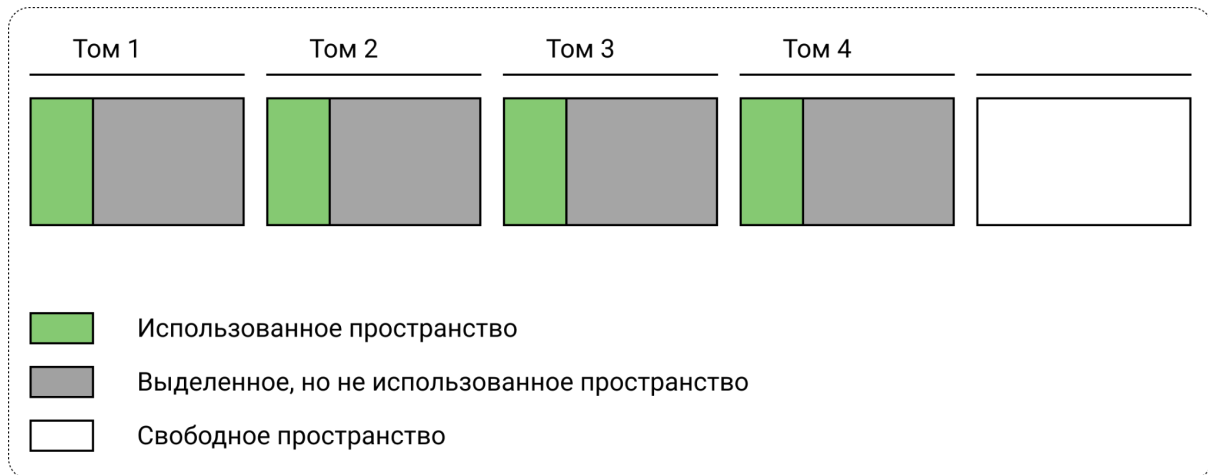 Том 1
Том 2
Том 3
Том 4
Использованное пространство
Выделенное, но не использованное пространство
Свободное пространство